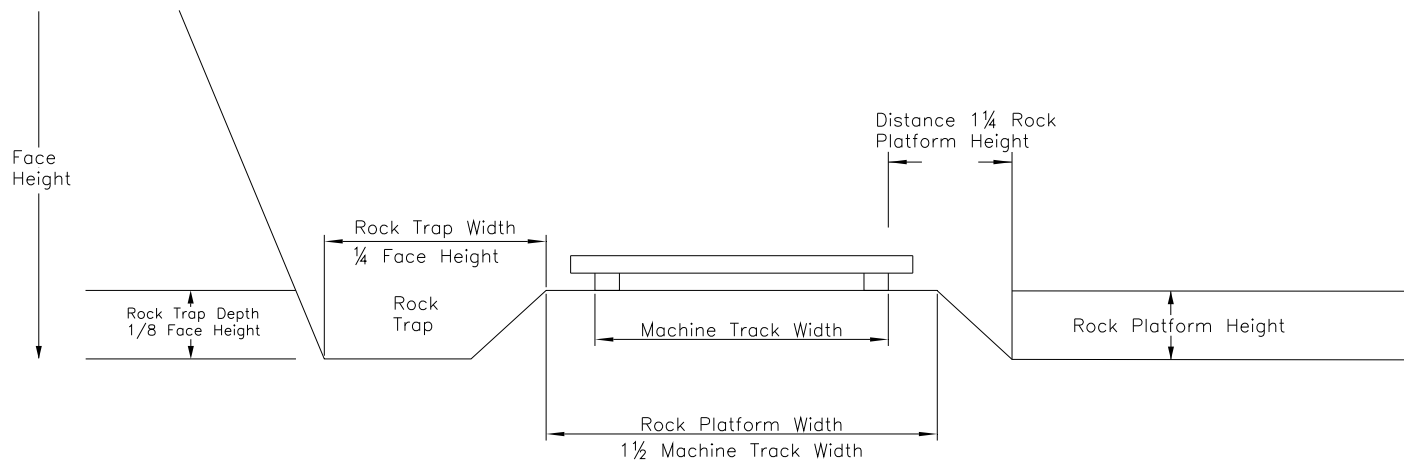 Distance 1¼ Rock
Platform Height
Face
Height
Rock Trap Width
¼ Face Height
Rock
Trap
Rock Trap Depth
1/8 Face Height
Machine Track Width
Rock Platform Height
Rock Platform Width
1½ Machine Track Width